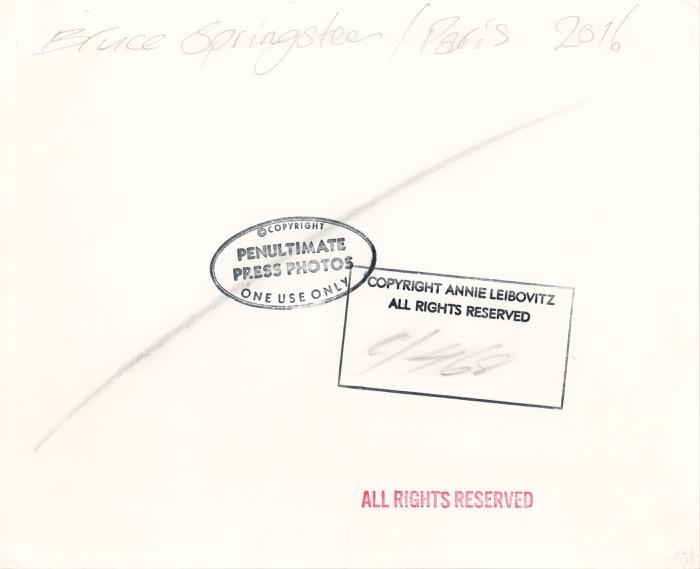 Bruce Springsteen / Paris 2016
©COPYRIGHT
PENULTIMATE
PRESS PHOTOS
ONE USE ONLY
COPYRIGHT ANNIE LEIBOVITZ
ALL RIGHTS RESERVED
c/468
ALL RIGHTS RESERVED